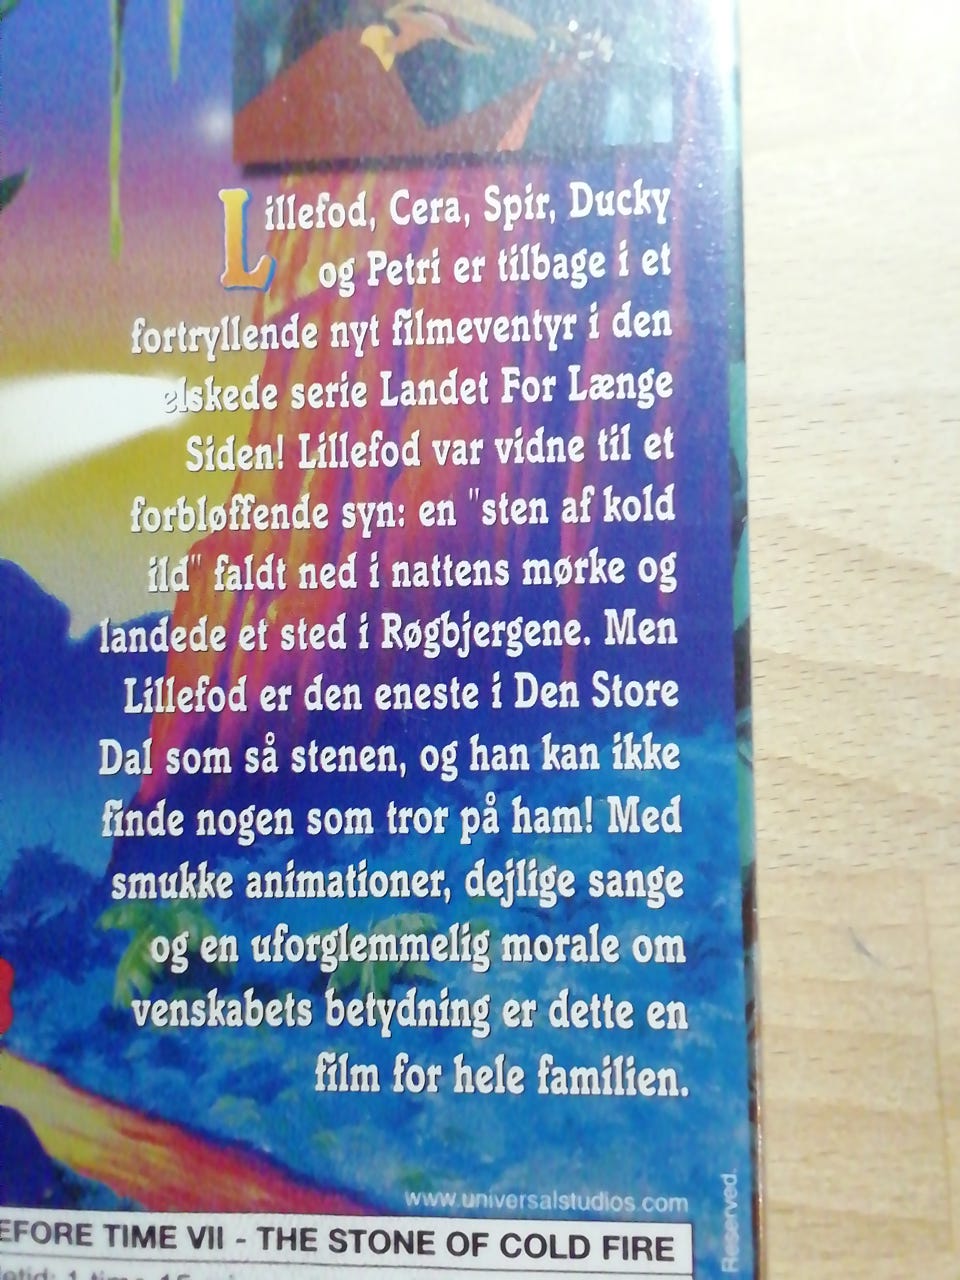 Lillefod, Cera, Spir, Ducky
og Petri er tilbage i et
fortryllende nyt filmeventyr i den
elskede serie Landet For Længe
Siden! Lillefod var vidne til et
forbløffende syn: en "sten af kold
ild" faldt ned i nattens mørke og
landede et sted i Røgbjergene. Men
Lillefod er den eneste i Den Store
Dal som så stenen, og han kan ikke
finde nogen som tror på ham! Med
smukke animationer, dejlige sange
og en uforglemmelig morale om
venskabets betydning er dette en
film for hele familien.
www.universalstudios.com
EFORE TIME VII - THE STONE OF COLD FIRE
Reserved.